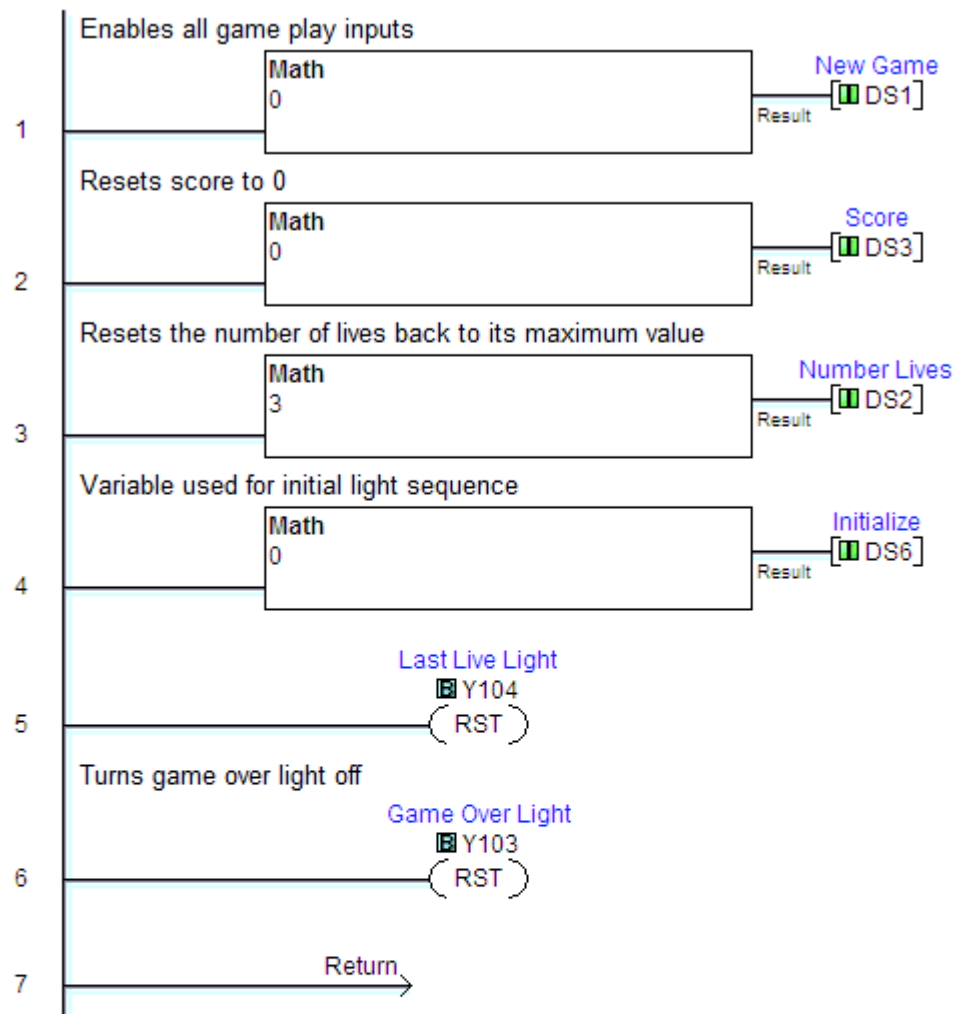 Enables all game play inputs
Math
0
New Game
DS1
Result
1
Resets score to 0
Math
0
Score
DS3
Result
2
Resets the number of lives back to its maximum value
Math
3
Number Lives
DS2
Result
3
Variable used for initial light sequence
Math
0
Initialize
DS6
Result
4
Last Live Light
B Y104
5
RST
Turns game over light off
Game Over Light
B Y103
6
RST
Return
7